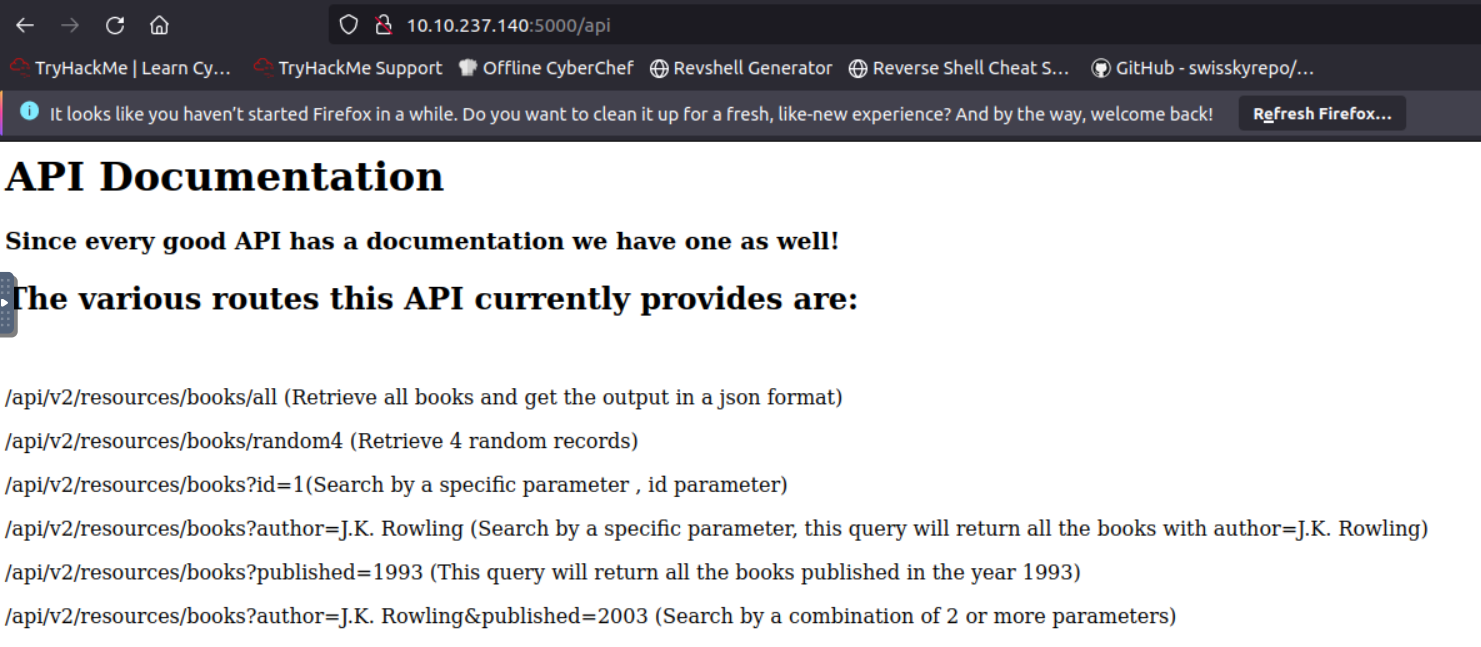 10.10.237.140:5000/api
TryHackMe | Learn Cy... TryHackMe Support Offline CyberChef Revshell Generator Reverse Shell Cheat S... GitHub - swisskyrepo/...
It looks like you haven't started Firefox in a while. Do you want to clean it up for a fresh, like-new experience? And by the way, welcome back! Refresh Firefox...
API Documentation
Since every good API has a documentation we have one as well!
The various routes this API currently provides are:
/api/v2/resources/books/all (Retrieve all books and get the output in a json format)
/api/v2/resources/books/random4 (Retrieve 4 random records)
/api/v2/resources/books?id=1(Search by a specific parameter , id parameter)
/api/v2/resources/books?author=J.K. Rowling (Search by a specific parameter, this query will return all the books with author=J.K. Rowling)
/api/v2/resources/books?published=1993 (This query will return all the books published in the year 1993)
/api/v2/resources/books?author=J.K. Rowling&published=2003 (Search by a combination of 2 or more parameters)